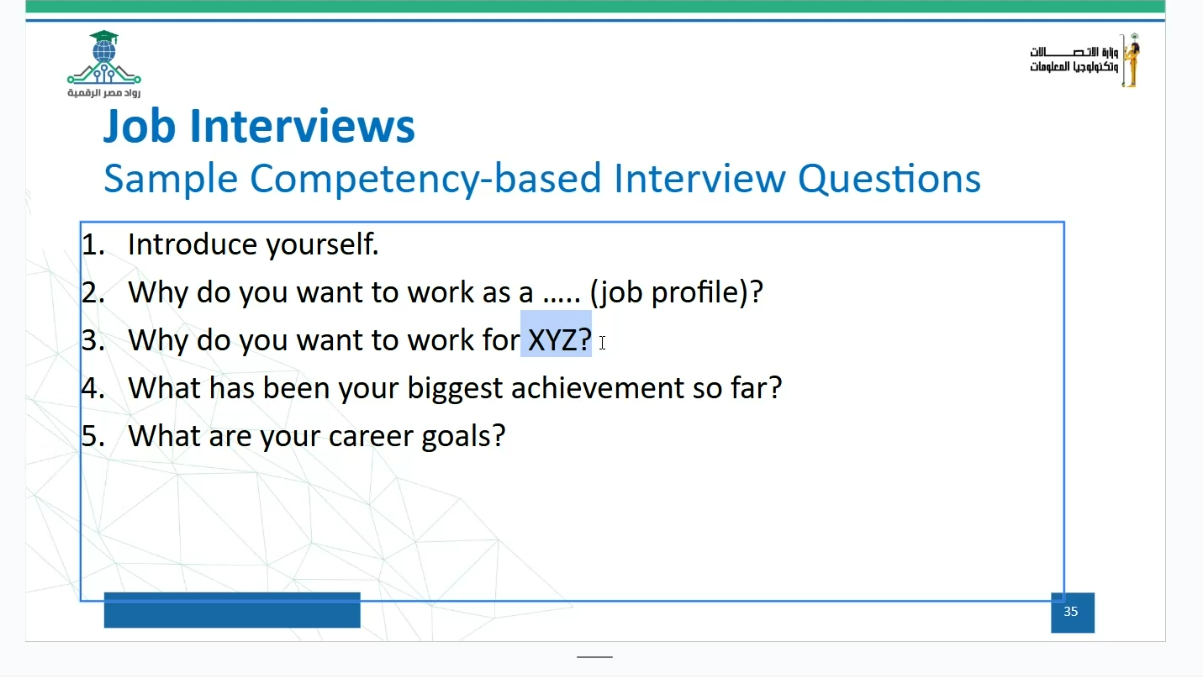 رواد مصر الرقمية
وزارة الاتصالات
وتكنولوجيا المعلومات
Job Interviews
Sample Competency-based Interview Questions
1. Introduce yourself.
2. Why do you want to work as a ..... (job profile)?
3. Why do you want to work for XYZ?
4. What has been your biggest achievement so far?
5. What are your career goals?
35